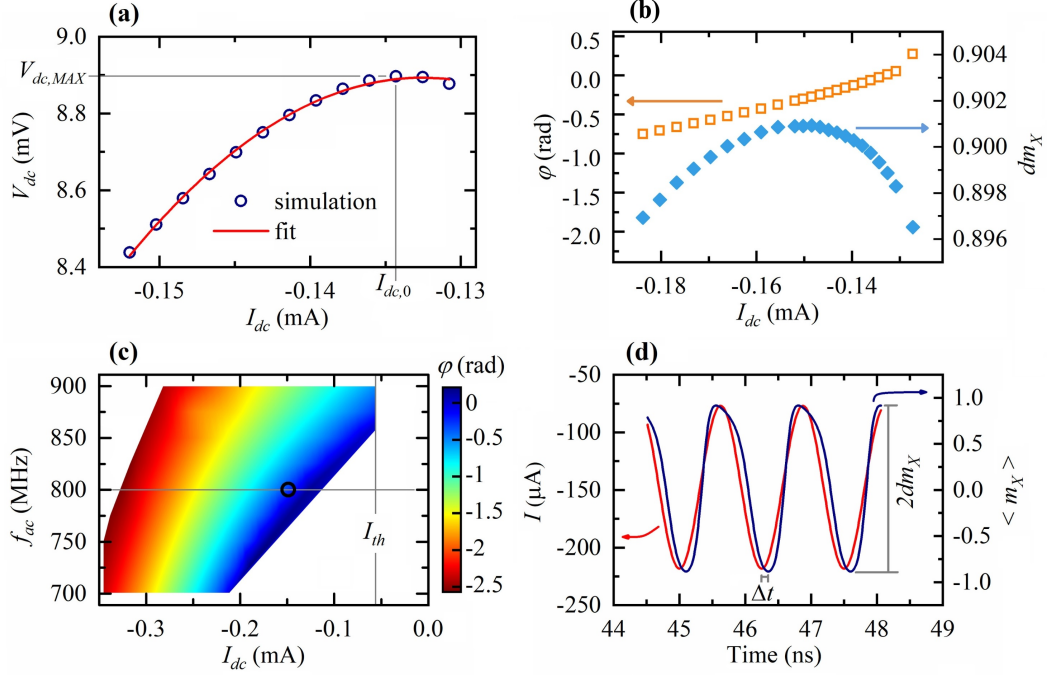 (a)
9.0
8.8
8.6
8.4
V_dc,MAX
V_dc (mV)
simulation
fit
-0.15
-0.14
-0.13
I_dc,0
I_dc (mA)
(b)
0.5
0.0
-0.5
-1.0
-1.5
-2.0
φ (rad)
0.904
0.902
0.900
0.898
0.896
dm_X
-0.18
-0.16
-0.14
I_dc (mA)
(c)
φ (rad)
900
850
800
750
700
f_ac (MHz)
I_th
0
-0.5
-1
-1.5
-2
-2.5
-0.3
-0.2
-0.1
0.0
I_dc (mA)
(d)
-50
-100
-150
-200
-250
I (µA)
1.0
0.5
0.0
-0.5
-1.0
< m_X >
2dm_X
Δt
44
45
46
47
48
49
Time (ns)